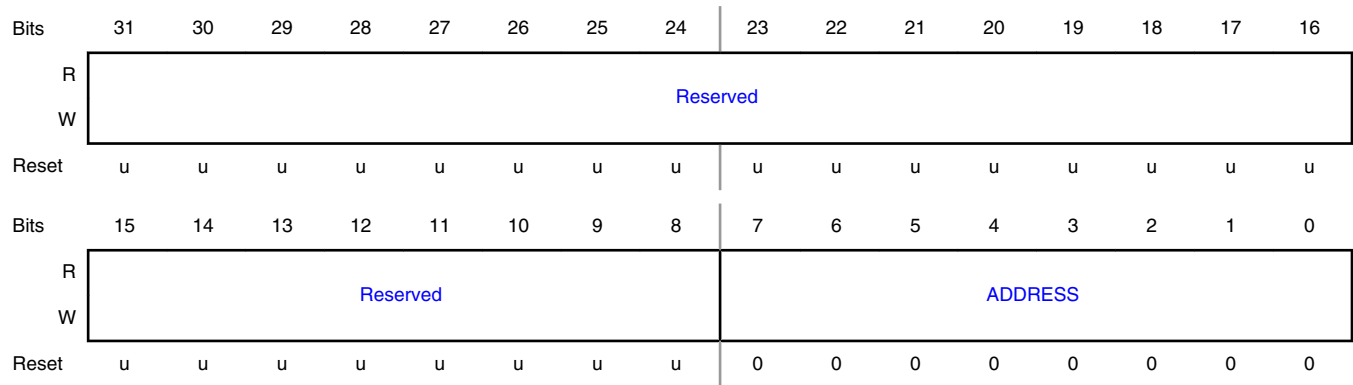 Bits 31 30 29 28 27 26 25 24 23 22 21 20 19 18 17 16
R
Reserved
W
Reset u u u u u u u u u u u u u u u u
Bits 15 14 13 12 11 10 9 8 7 6 5 4 3 2 1 0
R
Reserved ADDRESS
W
Reset u u u u u u u u 0 0 0 0 0 0 0 0